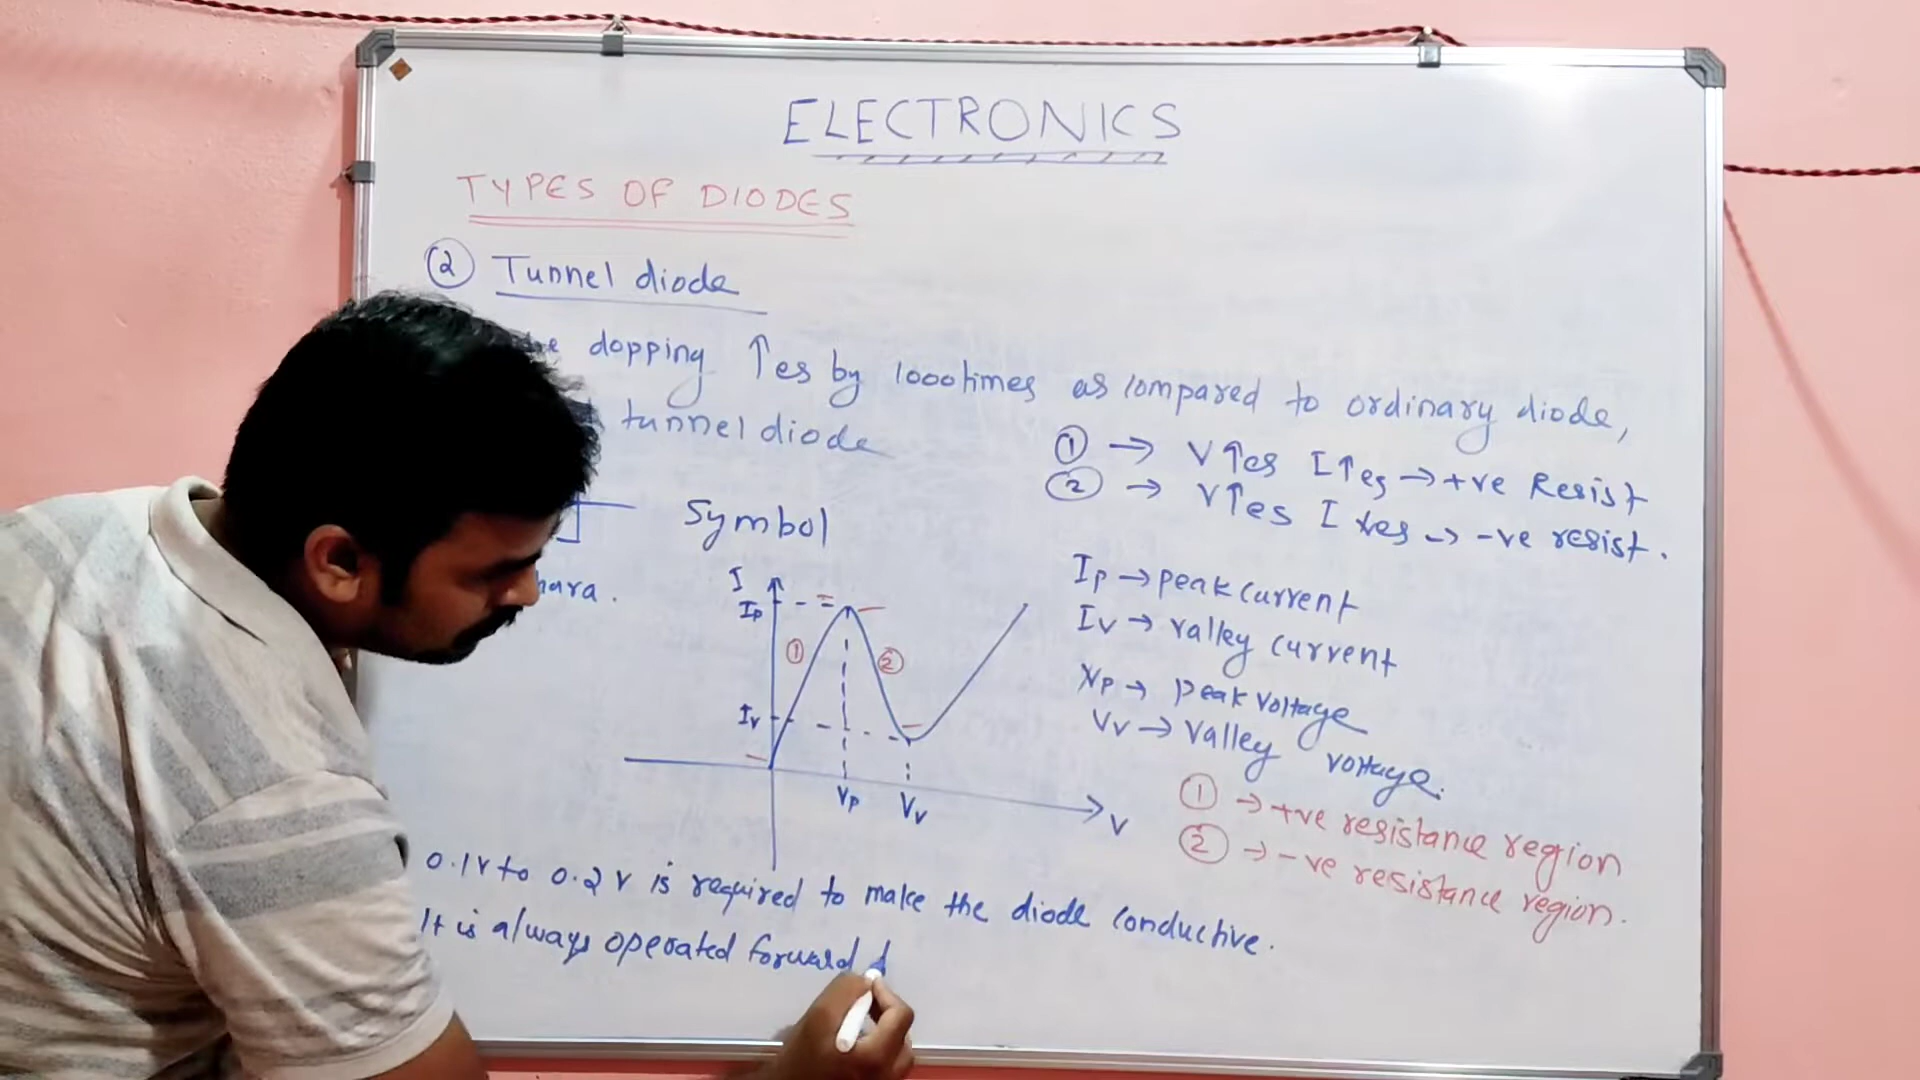 ELECTRONICS
TYPES OF DIODES
② Tunnel diode
dopping ↑es by 1000times as compared to ordinary diode,
tunnel diode
① → V↑es I↑es → +ve Resist
② → V↑es I ↓es → -ve resist.
Symbol
hara.
I
Ip
①
②
Iv
Vp
Vv
V
Ip → peak current
Iv → valley current
Vp → peak voltage
Vv → valley voltage.
① → +ve resistance region
② → -ve resistance region.
0.1v to 0.2 v is required to make the diode conductive.
It is always operated forward